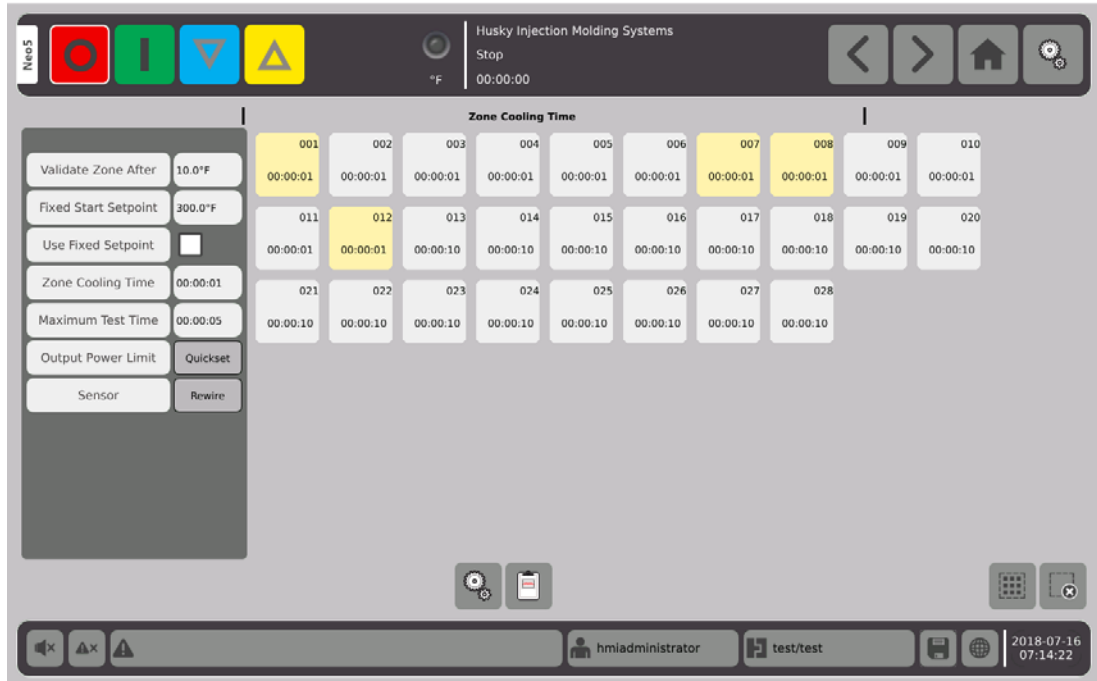 Neo5
Husky Injection Molding Systems
Stop
°F
00:00:00
Zone Cooling Time
Validate Zone After 10.0°F
Fixed Start Setpoint 300.0°F
Use Fixed Setpoint
Zone Cooling Time 00:00:01
Maximum Test Time 00:00:05
Output Power Limit Quickset
Sensor Rewire
001 002 003 004 005 006 007 008 009 010
00:00:01 00:00:01 00:00:01 00:00:01 00:00:01 00:00:01 00:00:01 00:00:01 00:00:01 00:00:01
011 012 013 014 015 016 017 018 019 020
00:00:01 00:00:01 00:00:10 00:00:10 00:00:10 00:00:10 00:00:10 00:00:10 00:00:10 00:00:10
021 022 023 024 025 026 027 028
00:00:10 00:00:10 00:00:10 00:00:10 00:00:10 00:00:10 00:00:10 00:00:10
hmiadministrator
test/test
2018-07-16
07:14:22